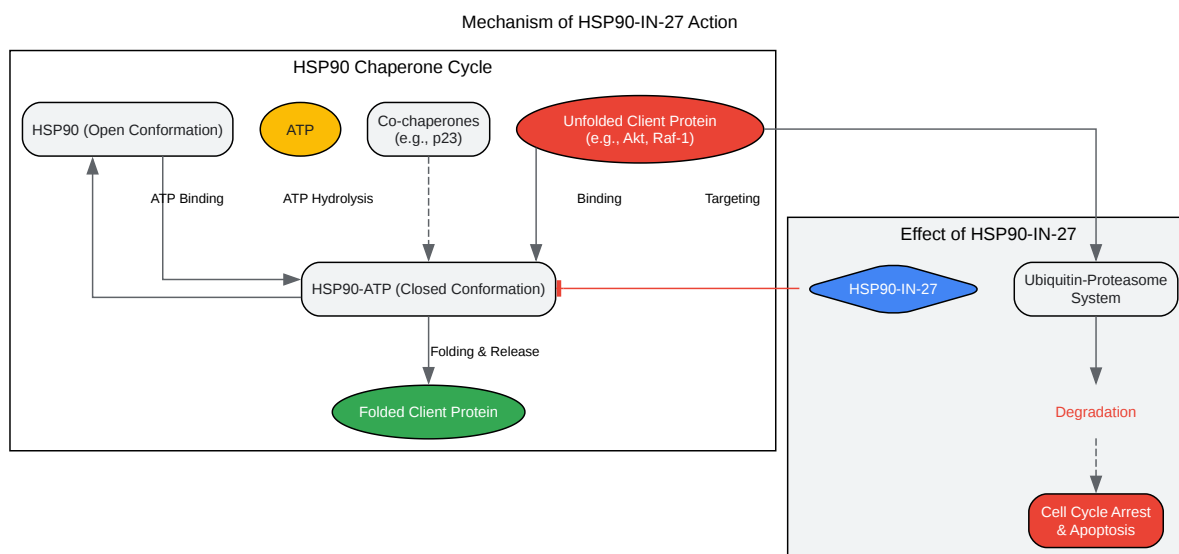 Mechanism of HSP90-IN-27 Action
HSP90 Chaperone Cycle
HSP90 (Open Conformation)
ATP
Co-chaperones
(e.g., p23)
Unfolded Client Protein
(e.g., Akt, Raf-1)
ATP Binding
ATP Hydrolysis
Binding
Targeting
Effect of HSP90-IN-27
HSP90-ATP (Closed Conformation)
HSP90-IN-27
Ubiquitin-Proteasome
System
Folding & Release
Folded Client Protein
Degradation
Cell Cycle Arrest
& Apoptosis